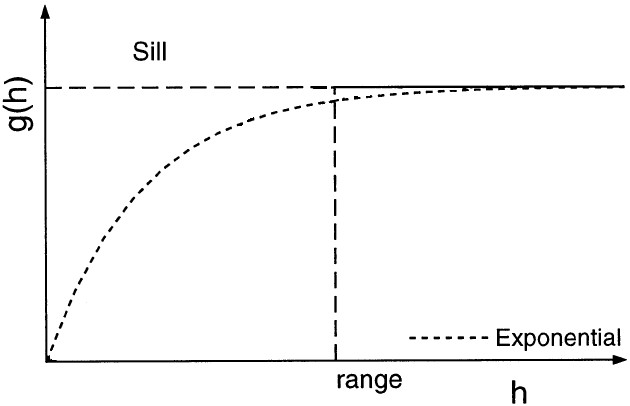 Sill
g(h)
Exponential
range
h